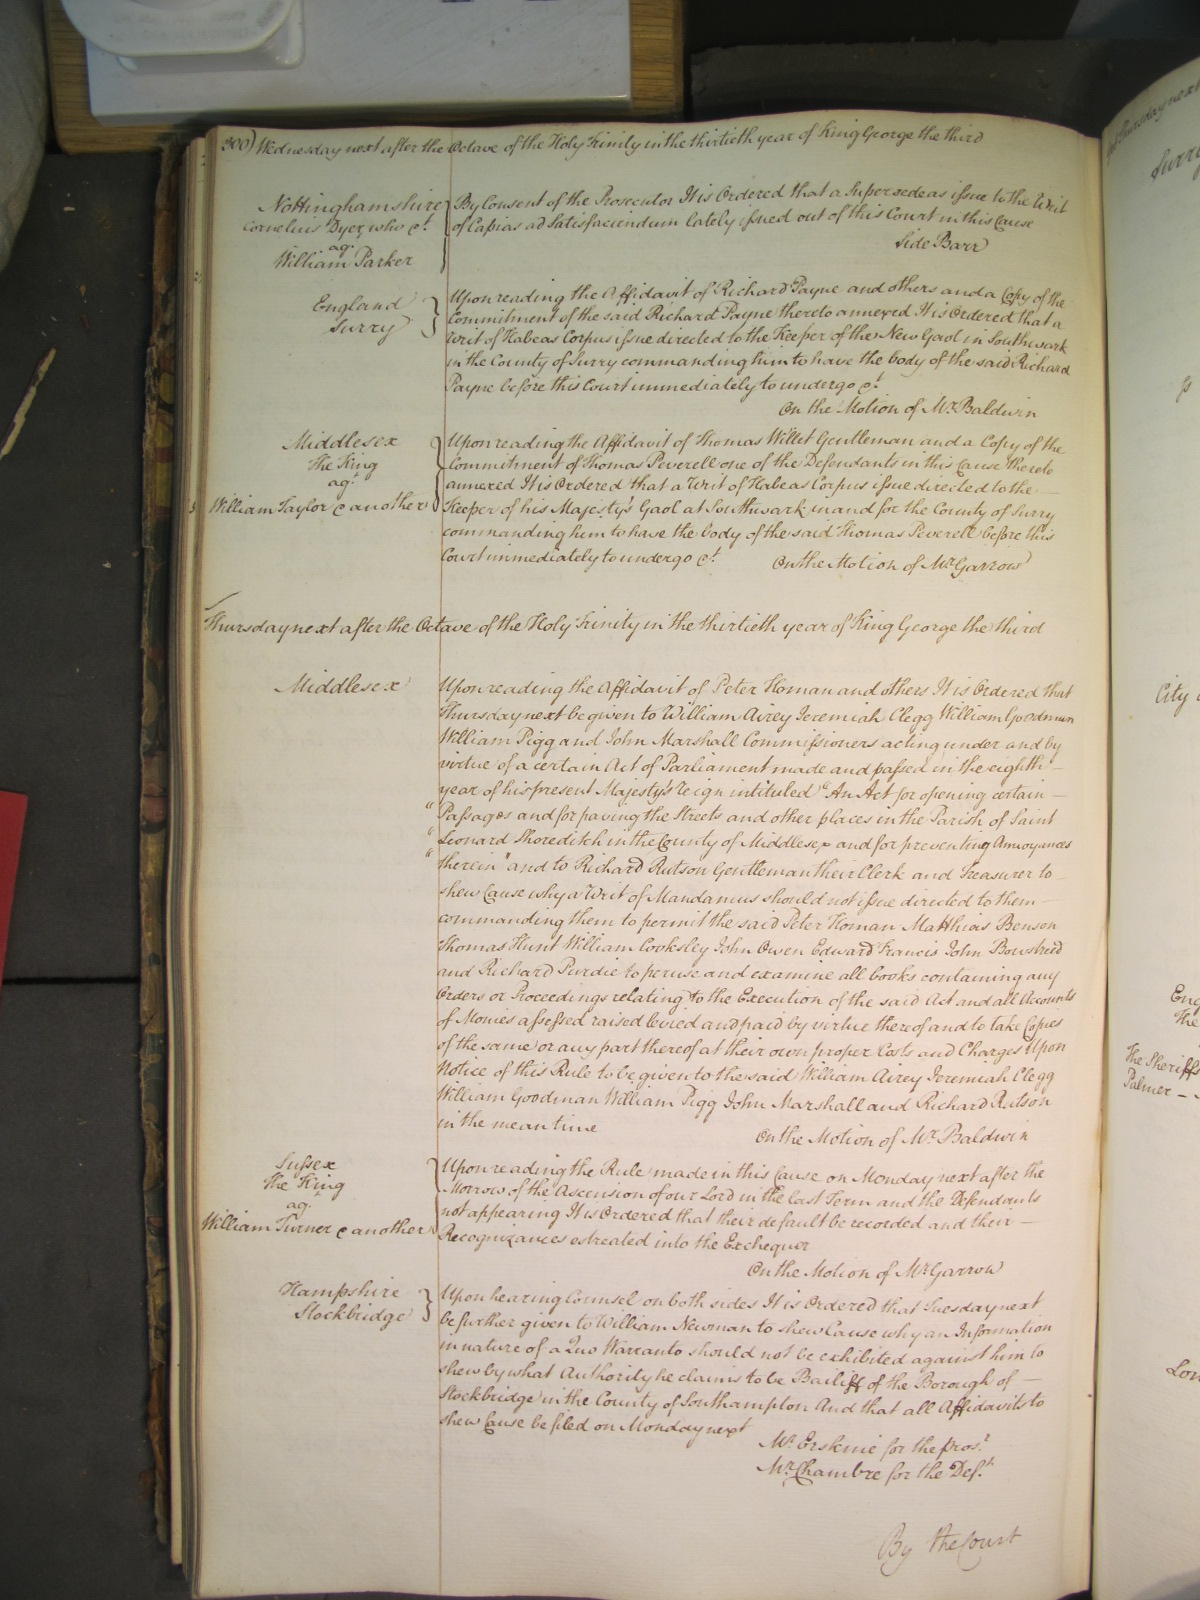 300) Wednesday next after the Octave of the Holy Trinity in the thirtieth year of King George the third
Nottinghamshire
Cornelius Dyer, who &c.t
ag.t
William Parker
By Consent of the Prosecutor It is Ordered that a Supersedeas issue to the Writ
of Capias ad Satisfaciendum lately issued out of this Court in this Cause
Side Barr
England
Surry
Upon reading the Affidavit of Richard Payne and others and a Copy of the
Commitment of the said Richard Payne thereto annexed It is Ordered that a
Writ of Habeas Corpus issue directed to the Keeper of the New Gaol in Southwark
in the County of Surry commanding him to have the body of the said Richard
Payne before this Court immediately to undergo &c.t
On the Motion of Mr. Baldwin
Middlesex
The King
ag.t
William Taylor & another
Upon reading the Affidavit of Thomas Willet Gentleman and a Copy of the
Commitment of Thomas Peverell one of the Defendants in this Cause thereto
annexed It is Ordered that a Writ of Habeas Corpus issue directed to the —
Keeper of his Majesty's Gaol at Southwark in and for the County of Surry
commanding him to have the body of the said Thomas Peverell before this
Court immediately to undergo &c.t
On the Motion of Mr. Garrow
Thursday next after the Octave of the Holy Trinity in the thirtieth year of King George the third
Middlesex
Upon reading the Affidavit of Peter Homan and others It is Ordered that
Thursday next be given to William Airey Jeremiah Clegg William Goodman
William Pigg and John Marshall Commissioners acting under and by
virtue of a certain Act of Parliament made and passed in the eighth —
year of his present Majesty's reign intituled "An Act for opening certain —
" Passages and for paving the Streets and other places in the Parish of Saint
" Leonard Shoreditch in the County of Middlesex and for preventing Annoyances
" therein" and to Richard Rutson Gentleman their Clerk and Treasurer to —
shew Cause why a Writ of Mandamus should not issue directed to them —
commanding them to permit the said Peter Homan Matthias Benson
Thomas Hunt William Cooksley John Owen Edward Francis John Boustred
and Richard Purdie to peruse and examine all books containing any
Orders or Proceedings relating to the Execution of the said Act and all Accounts
of Monies assessed raised levied and paid by virtue thereof and to take Copies
of the same or any part thereof at their own proper Costs and Charges Upon
Notice of this Rule to be given to the said William Airey Jeremiah Clegg
William Goodman William Pigg John Marshall and Richard Rutson
in the mean time
On the Motion of Mr. Baldwin
Sussex
The King
ag.t
William Turner & another
Upon reading the Rule made in this Cause on Monday next after the
Morrow of the Ascension of our Lord in the last Term and the Defendants
not appearing It is Ordered that their default be recorded and their —
Recognizances estreated into the Exchequer
On the Motion of Mr. Garrow
Hampshire
Stockbridge
Upon hearing Counsel on both sides It is Ordered that Tuesday next
be further given to William Newman to shew Cause why an Information
in nature of a Quo Warranto should not be exhibited against him to
shew by what Authority he claims to be Bailiff of the Borough of —
Stockbridge in the County of Southampton And that all Affidavits to
shew Cause be filed on Monday next
Mr. Erskine for the pros.r
Mr. Chambre for the Def.t
By the Court
Surry
City
Eng
The
The Sheriffs
Palmer
Lon